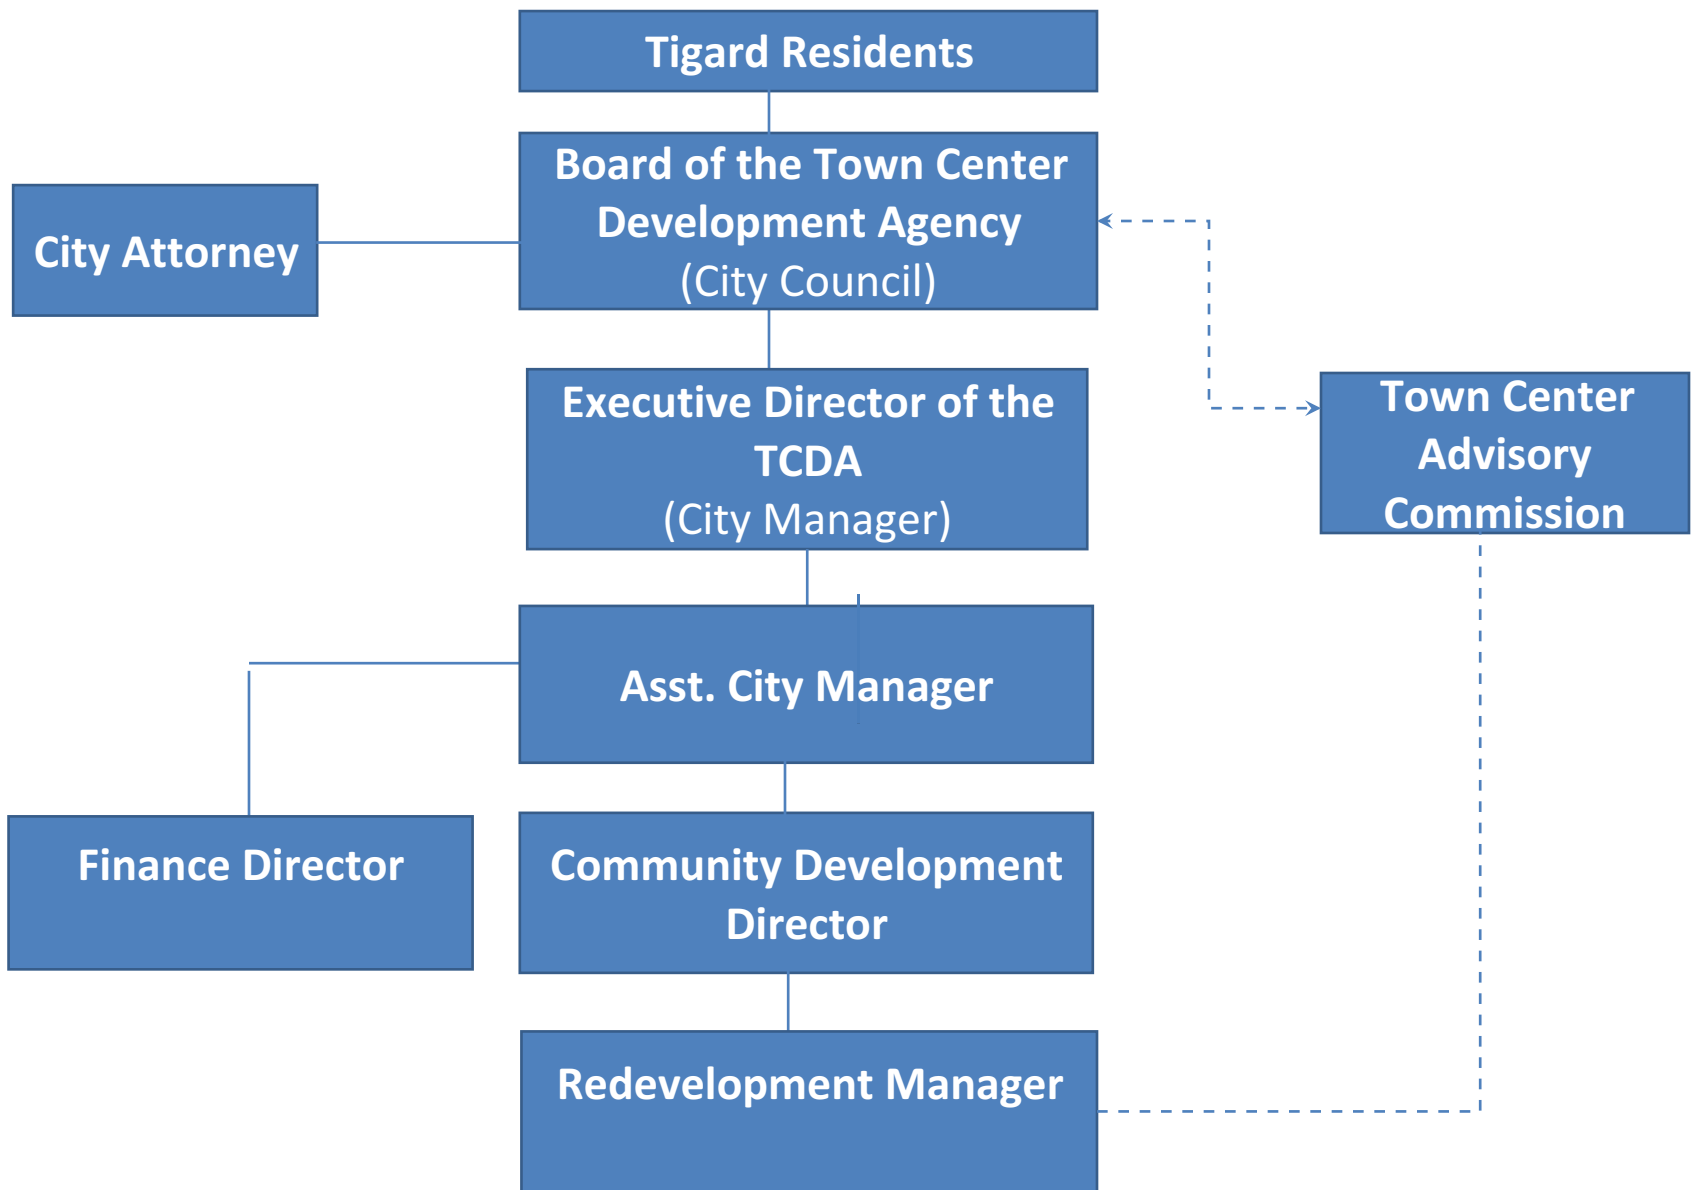 Tigard Residents
Board of the Town Center
Development Agency
(City Council)
City Attorney
Executive Director of the
TCDA
(City Manager)
Town Center
Advisory
Commission
Asst. City Manager
Finance Director
Community Development
Director
Redevelopment Manager